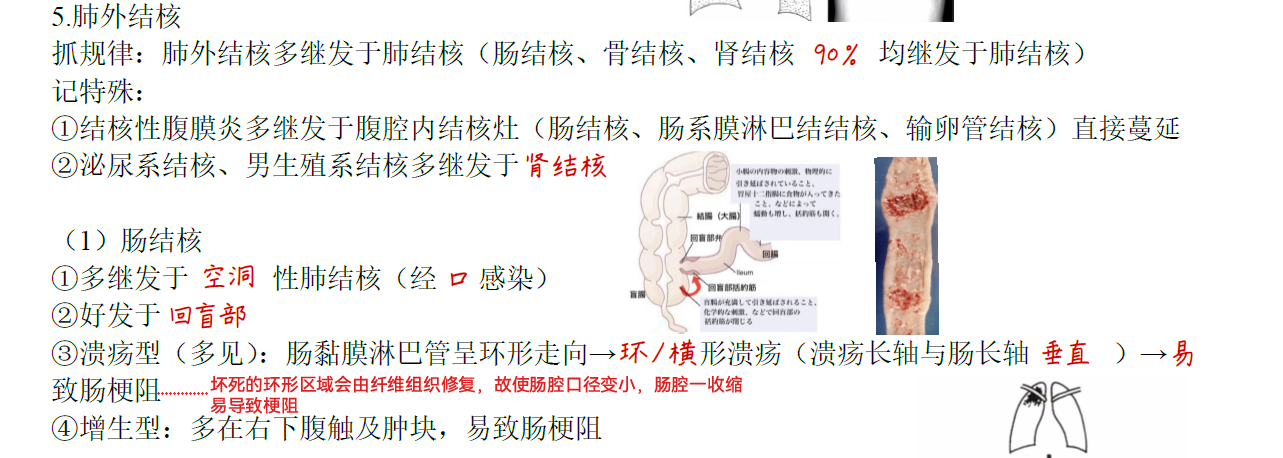 5.肺外结核
抓规律：肺外结核多继发于肺结核（肠结核、骨结核、肾结核 90% 均继发于肺结核）
记特殊：
①结核性腹膜炎多继发于腹腔内结核灶（肠结核、肠系膜淋巴结结核、输卵管结核）直接蔓延
②泌尿系结核、男生殖系结核多继发于肾结核
小腸の内容物の刺激、物理的に
引き延ばされていること、
胃屋十二指腸に食物が入ってきた
こと、などによって
蠕動も増し、括約筋も開く。
結腸（大腸）
回盲部弁
回腸
Ileum
回盲部括約筋
盲腸
盲腸が充満して引き延ばされること、
化学的な刺激、などで回盲部の
括約筋が閉じる
（1）肠结核
①多继发于 空洞 性肺结核（经 口 感染）
②好发于回盲部
③溃疡型（多见）：肠黏膜淋巴管呈环形走向→环/横形溃疡（溃疡长轴与肠长轴 垂直 ）→易
致肠梗阻
坏死的环形区域会由纤维组织修复，故使肠腔口径变小，肠腔一收缩
易导致梗阻
④增生型：多在右下腹触及肿块，易致肠梗阻